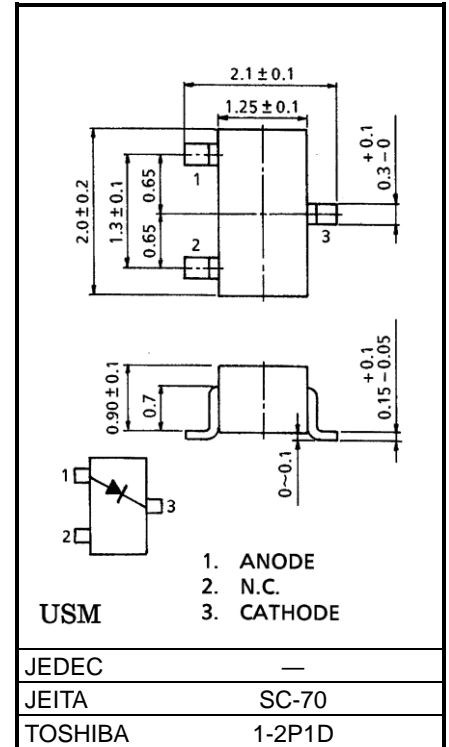 2.1±0.1
1.25±0.1
+0.1
0.3-0
2.0±0.2
1.3±0.1
0.65
0.65
1
2
3
0.90±0.1
0.7
+0.1
0.15-0.05
0~0.1
1
2
3
1. ANODE
2. N.C.
3. CATHODE
USM
JEDEC —
JEITA SC-70
TOSHIBA 1-2P1D